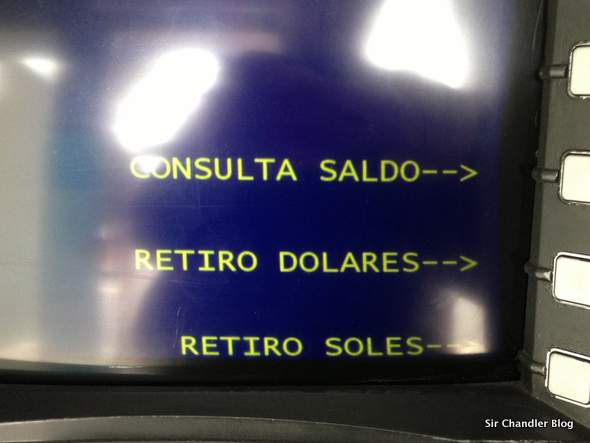 CONSULTA SALDO-->
RETIRO DOLARES-->
RETIRO SOLES-->
Sir Chandler Blog